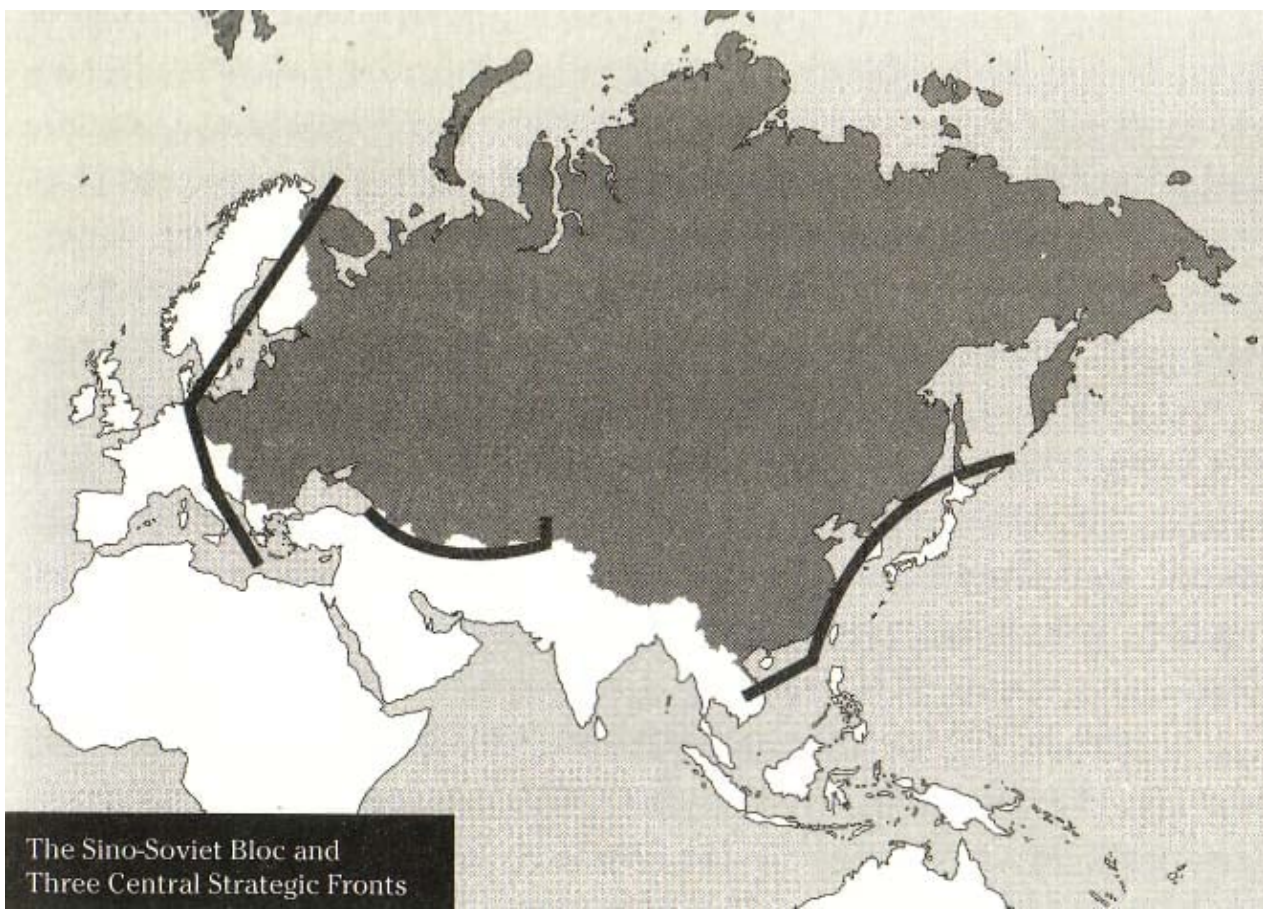 The Sino-Soviet Bloc and
Three Central Strategic Fronts